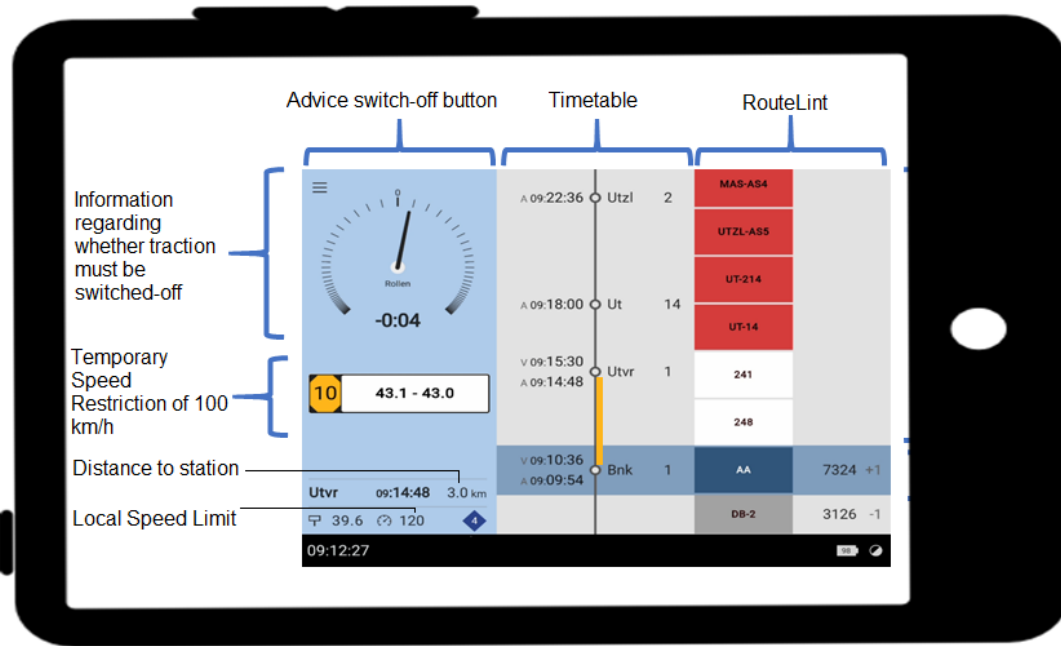 Advice switch-off button
Timetable
RouteLint
Information
regarding
whether traction
must be
switched-off
Temporary
Speed
Restriction of 100
km/h
Distance to station
Local Speed Limit
0
Rollen
-0:04
10 43.1 - 43.0
Utvr 09:14:48 3.0 km
39.6 120 4
09:12:27
A 09:22:36 Utzl 2
A 09:18:00 Ut 14
V 09:15:30
A 09:14:48 Utvr 1
V 09:10:36
A 09:09:54 Bnk 1
MAS-AS4
UTZL-AS5
UT-214
UT-14
241
248
AA 7324 +1
DB-2 3126 -1
98